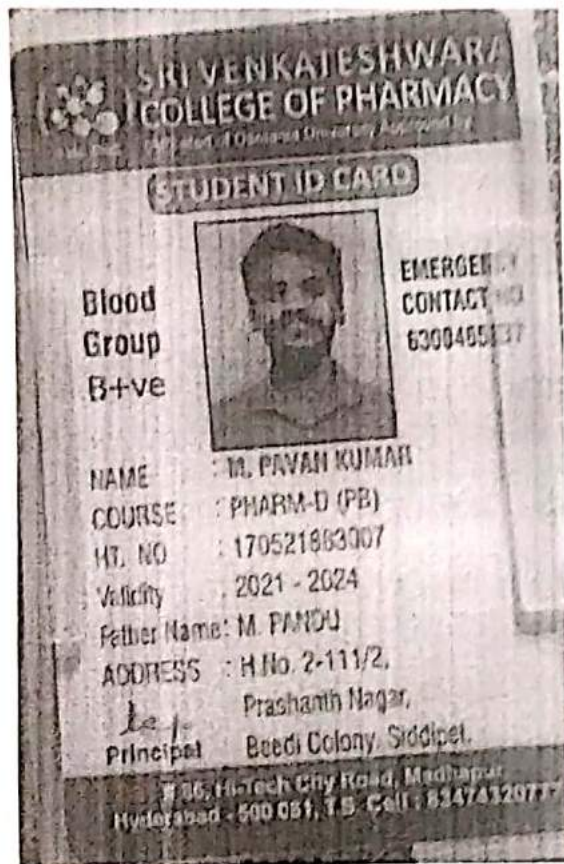 SRI VENKATESHWARA
COLLEGE OF PHARMACY
STUDENT ID CARD
Blood
Group
B+ve
EMERGENCY
CONTACT NO
NAME : M. PAVAN KUMAR
COURSE : PHARM-D (PB)
HT. NO : 170521883007
Validity : 2021 - 2024
Father Name: M. PANDU
ADDRESS : H.No. 2-111/2,
Prashanth Nagar,
Beedi Colony, Siddipet.
Principal
# 86, Hi-Tech City Road, Madhapur
Hyderabad - 500 081, T.S. Cell :